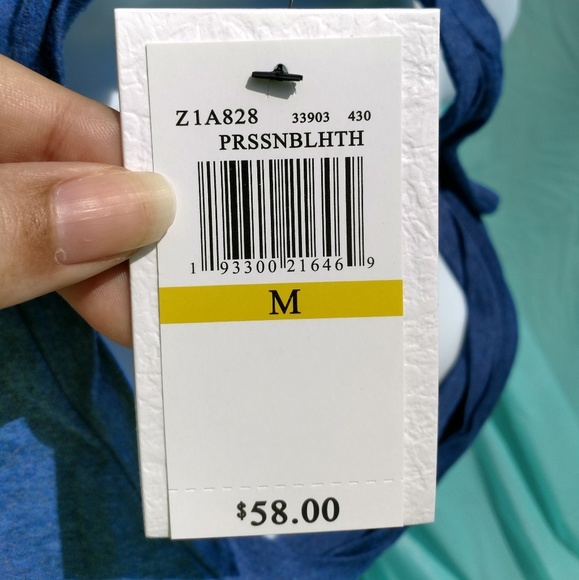 Z1A828 33903 430
PRSSNBLHTH
1 93300 21646 9
M
$58.00